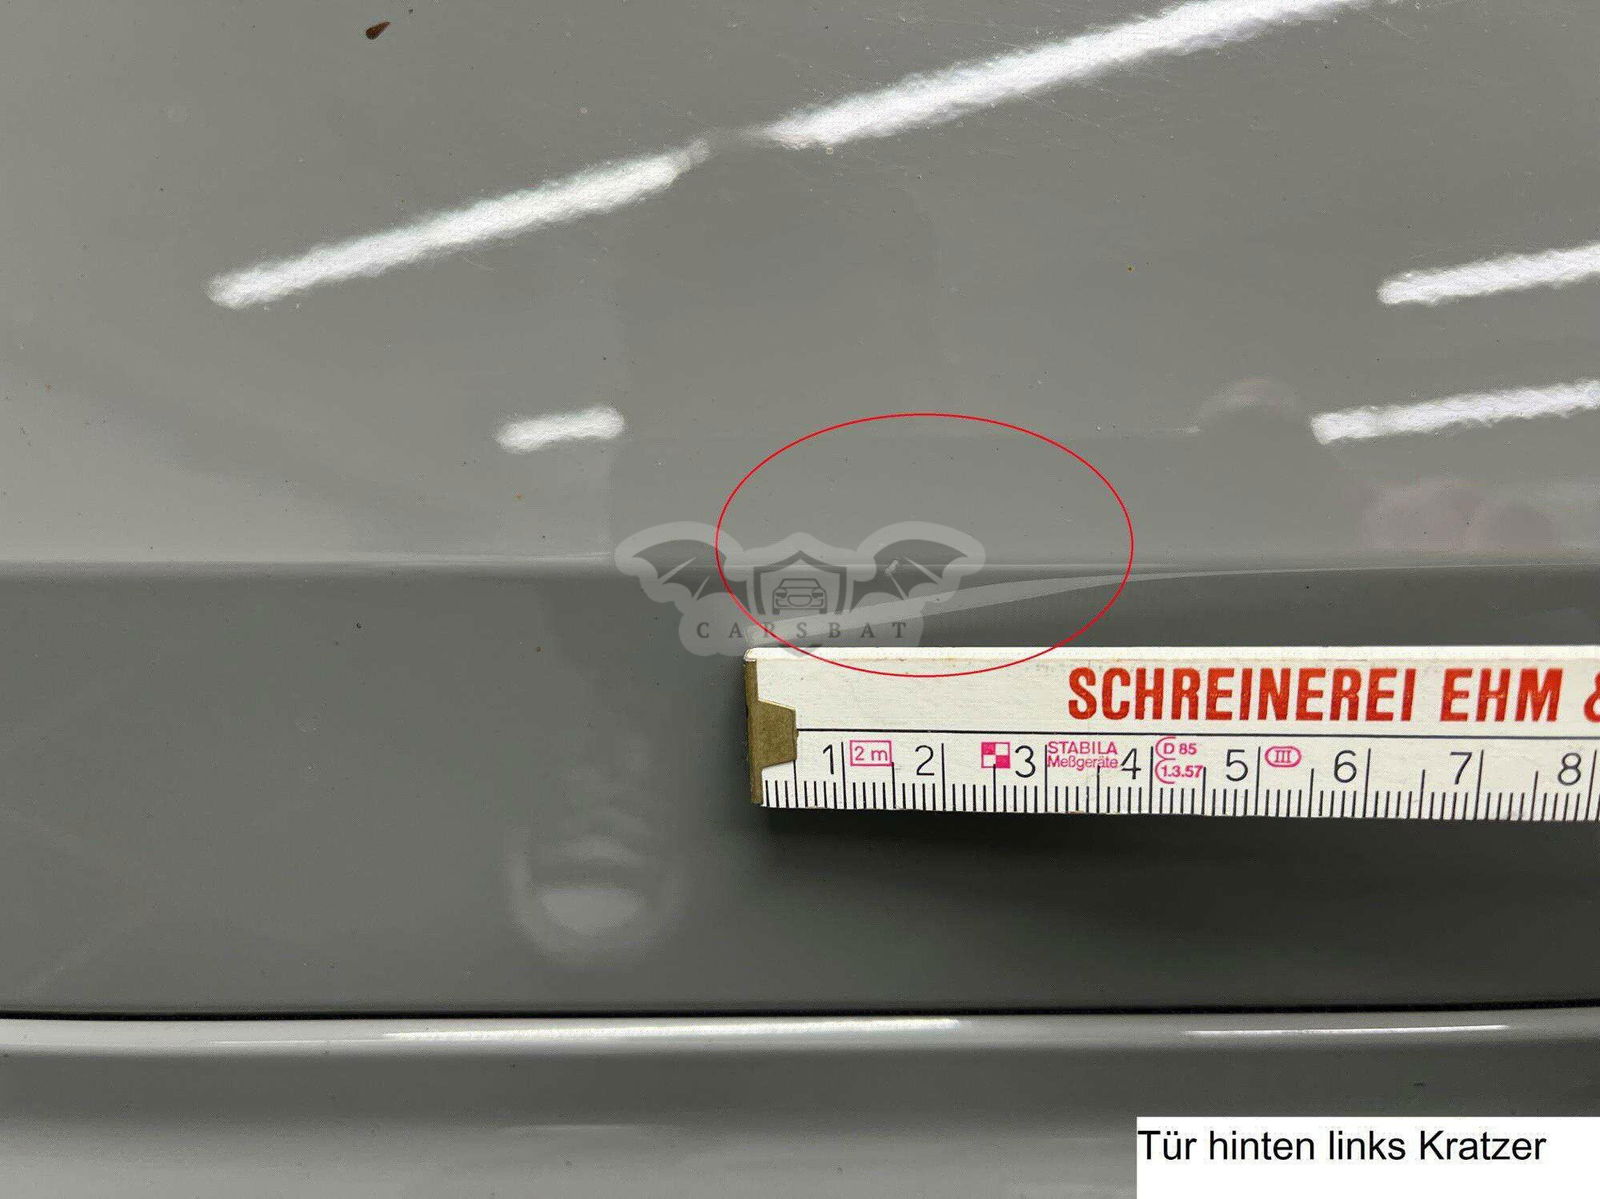 CARSBAT
SCHREINEREI EHM &
1 2 m 2 3 STABILA Meßgeräte 4 D 85 1.3.57 5 III 6 7 8
Tür hinten links Kratzer